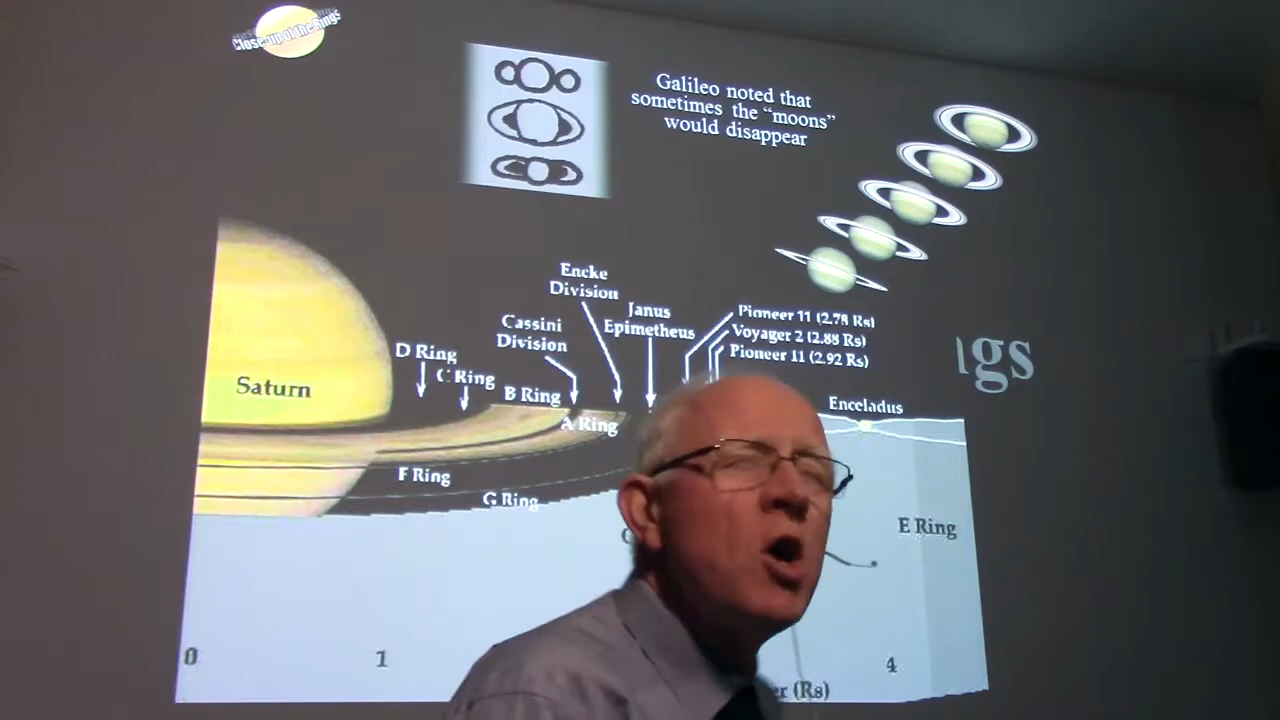 Close-up of the Rings
Galileo noted that
sometimes the “moons”
would disappear
Encke
Division
Janus
Epimetheus
Pioneer 11 (2.78 Rs)
Voyager 2 (2.88 Rs)
Pioneer 11 (2.92 Rs)
Cassini
Division
gs
D Ring
C Ring
B Ring
Saturn
Enceladus
A Ring
F Ring
G Ring
E Ring
0
1
4
er (Rs)